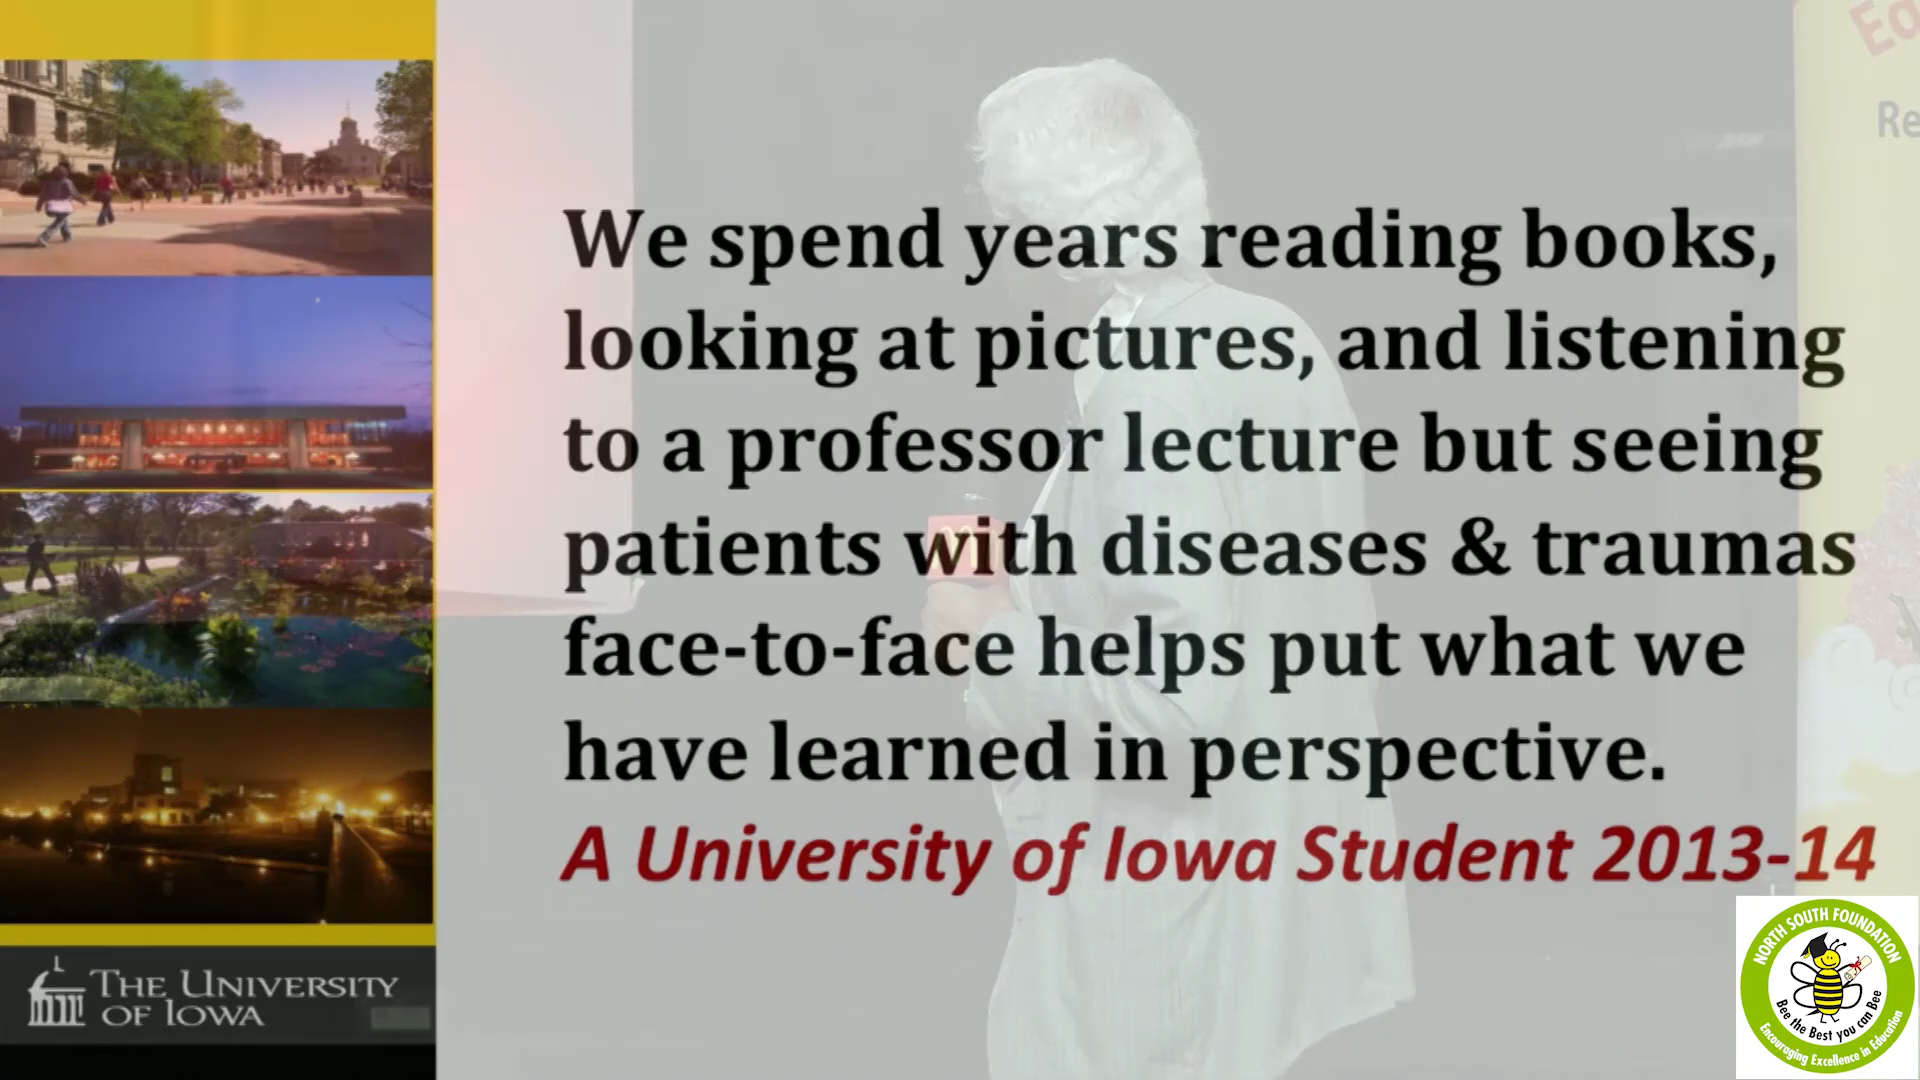 We spend years reading books,
looking at pictures, and listening
to a professor lecture but seeing
patients with diseases & traumas
face-to-face helps put what we
have learned in perspective.
A University of Iowa Student 2013-14
THE UNIVERSITY
OF IOWA
NORTH SOUTH FOUNDATION
Bee the Best you can Bee
Encouraging Excellence in Education